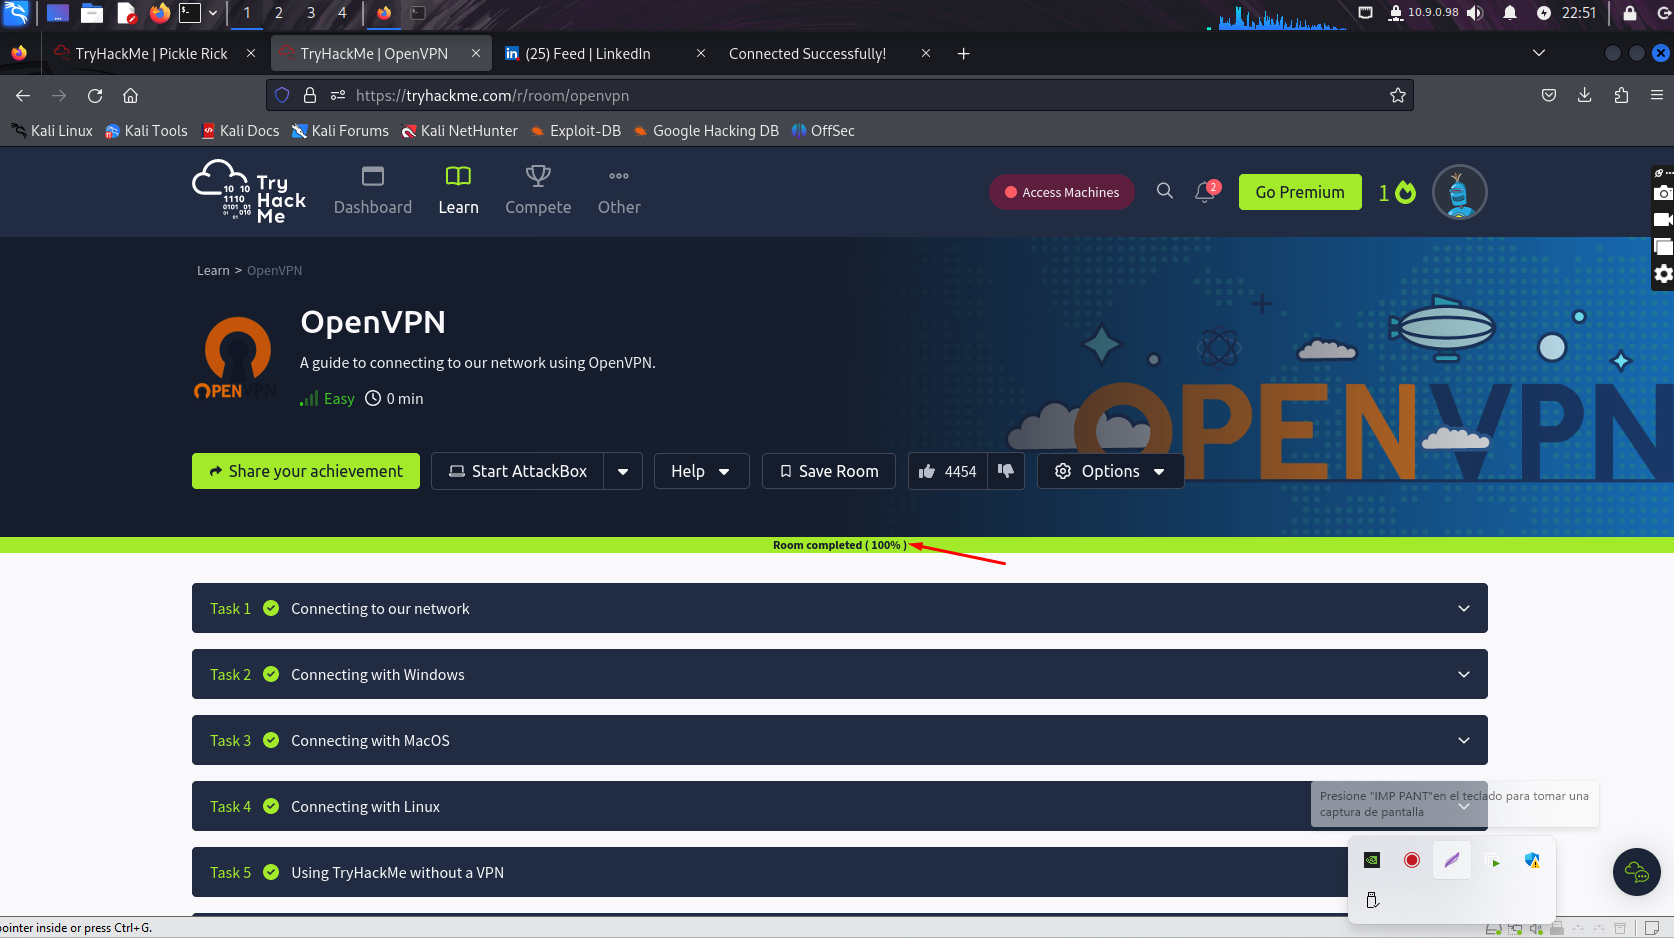 1 2 3 4 10.9.0.98 22:51
TryHackMe | Pickle Rick TryHackMe | OpenVPN (25) Feed | LinkedIn Connected Successfully!
https://tryhackme.com/r/room/openvpn
Kali Linux Kali Tools Kali Docs Kali Forums Kali NetHunter Exploit-DB Google Hacking DB OffSec
Try Hack Me
Dashboard Learn Compete Other Access Machines 2 Go Premium 1
Learn > OpenVPN
OpenVPN
A guide to connecting to our network using OpenVPN.
OPENVPN
Easy 0 min
OPENVPN
Share your achievement Start AttackBox Help Save Room 4454 Options
Room completed ( 100% )
Task 1 Connecting to our network
Task 2 Connecting with Windows
Task 3 Connecting with MacOS
Task 4 Connecting with Linux
Presione "IMP PANT"en el teclado para tomar una
captura de pantalla
Task 5 Using TryHackMe without a VPN
ointer inside or press Ctrl+G.